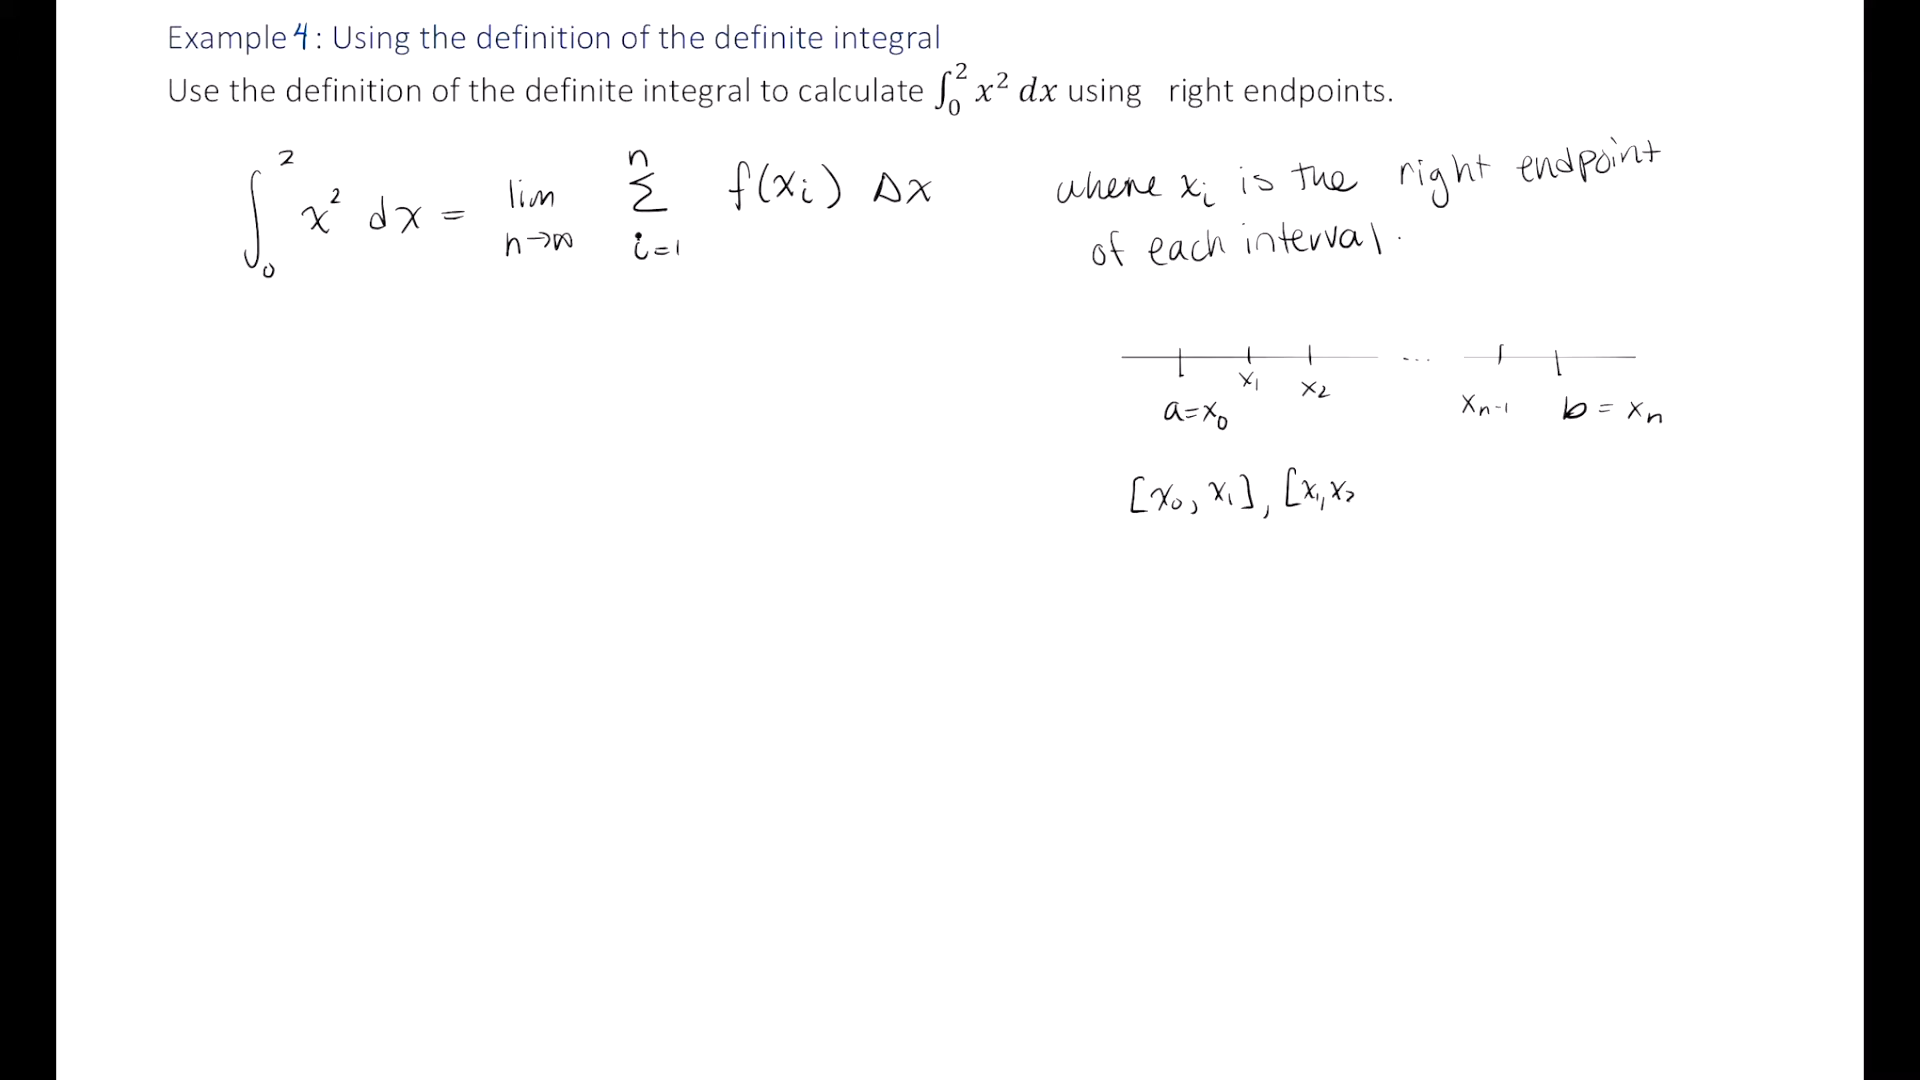 Example 4: Using the definition of the definite integral
Use the definition of the definite integral to calculate ∫₀² x² dx using right endpoints.
∫₀² x² dx = lim n→∞ Σ i=1 n f(xᵢ) Δx
where xᵢ is the right endpoint
of each interval.
...
x₁ x₂
a=x₀ xₙ₋₁ b = xₙ
[x₀, x₁], [x₁, x₂